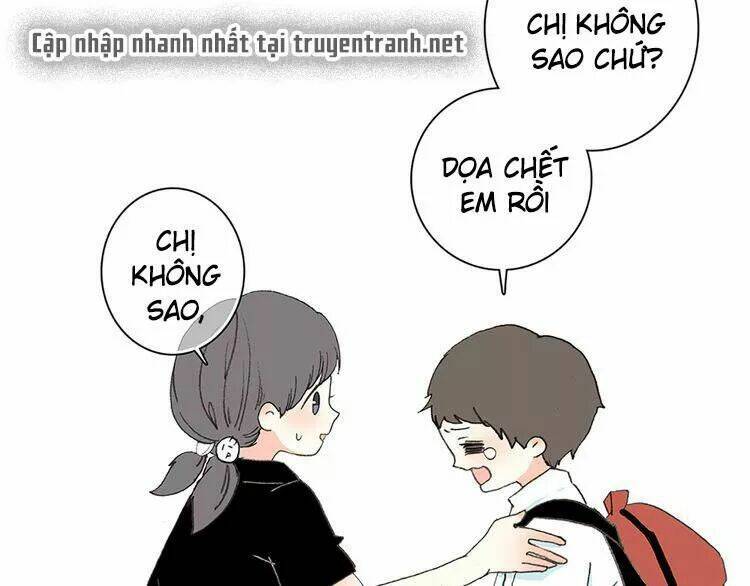 Cập nhập nhanh nhất tại truyentranh.net
CHỊ KHÔNG
SAO CHỨ?
DỌA CHẾT
EM RỒI
CHỊ
KHÔNG
SAO,